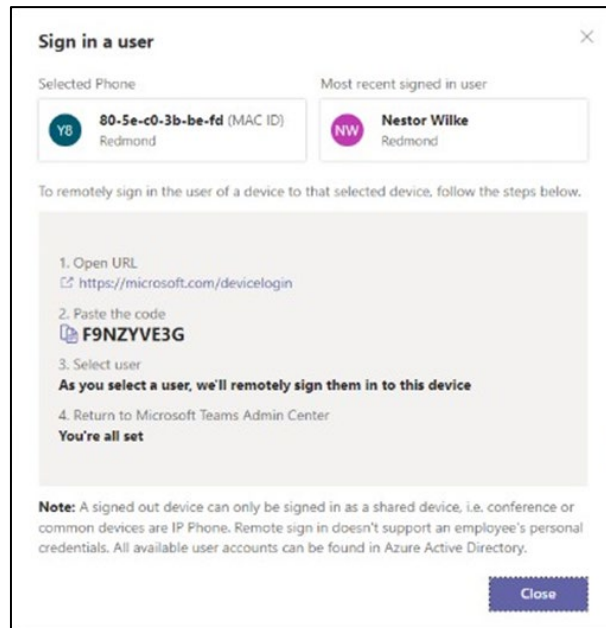 Sign in a user
Selected Phone
Most recent signed in user
Y8
80-5e-c0-3b-be-fd (MAC ID)
Redmond
NW
Nestor Wilke
Redmond
To remotely sign in the user of a device to that selected device, follow the steps below.
1. Open URL
https://microsoft.com/devicelogin
2. Paste the code
F9NZYVE3G
3. Select user
As you select a user, we'll remotely sign them in to this device
4. Return to Microsoft Teams Admin Center
You're all set
Note: A signed out device can only be signed in as a shared device, i.e. conference or
common devices are IP Phone. Remote sign in doesn't support an employee's personal
credentials. All available user accounts can be found in Azure Active Directory.
Close